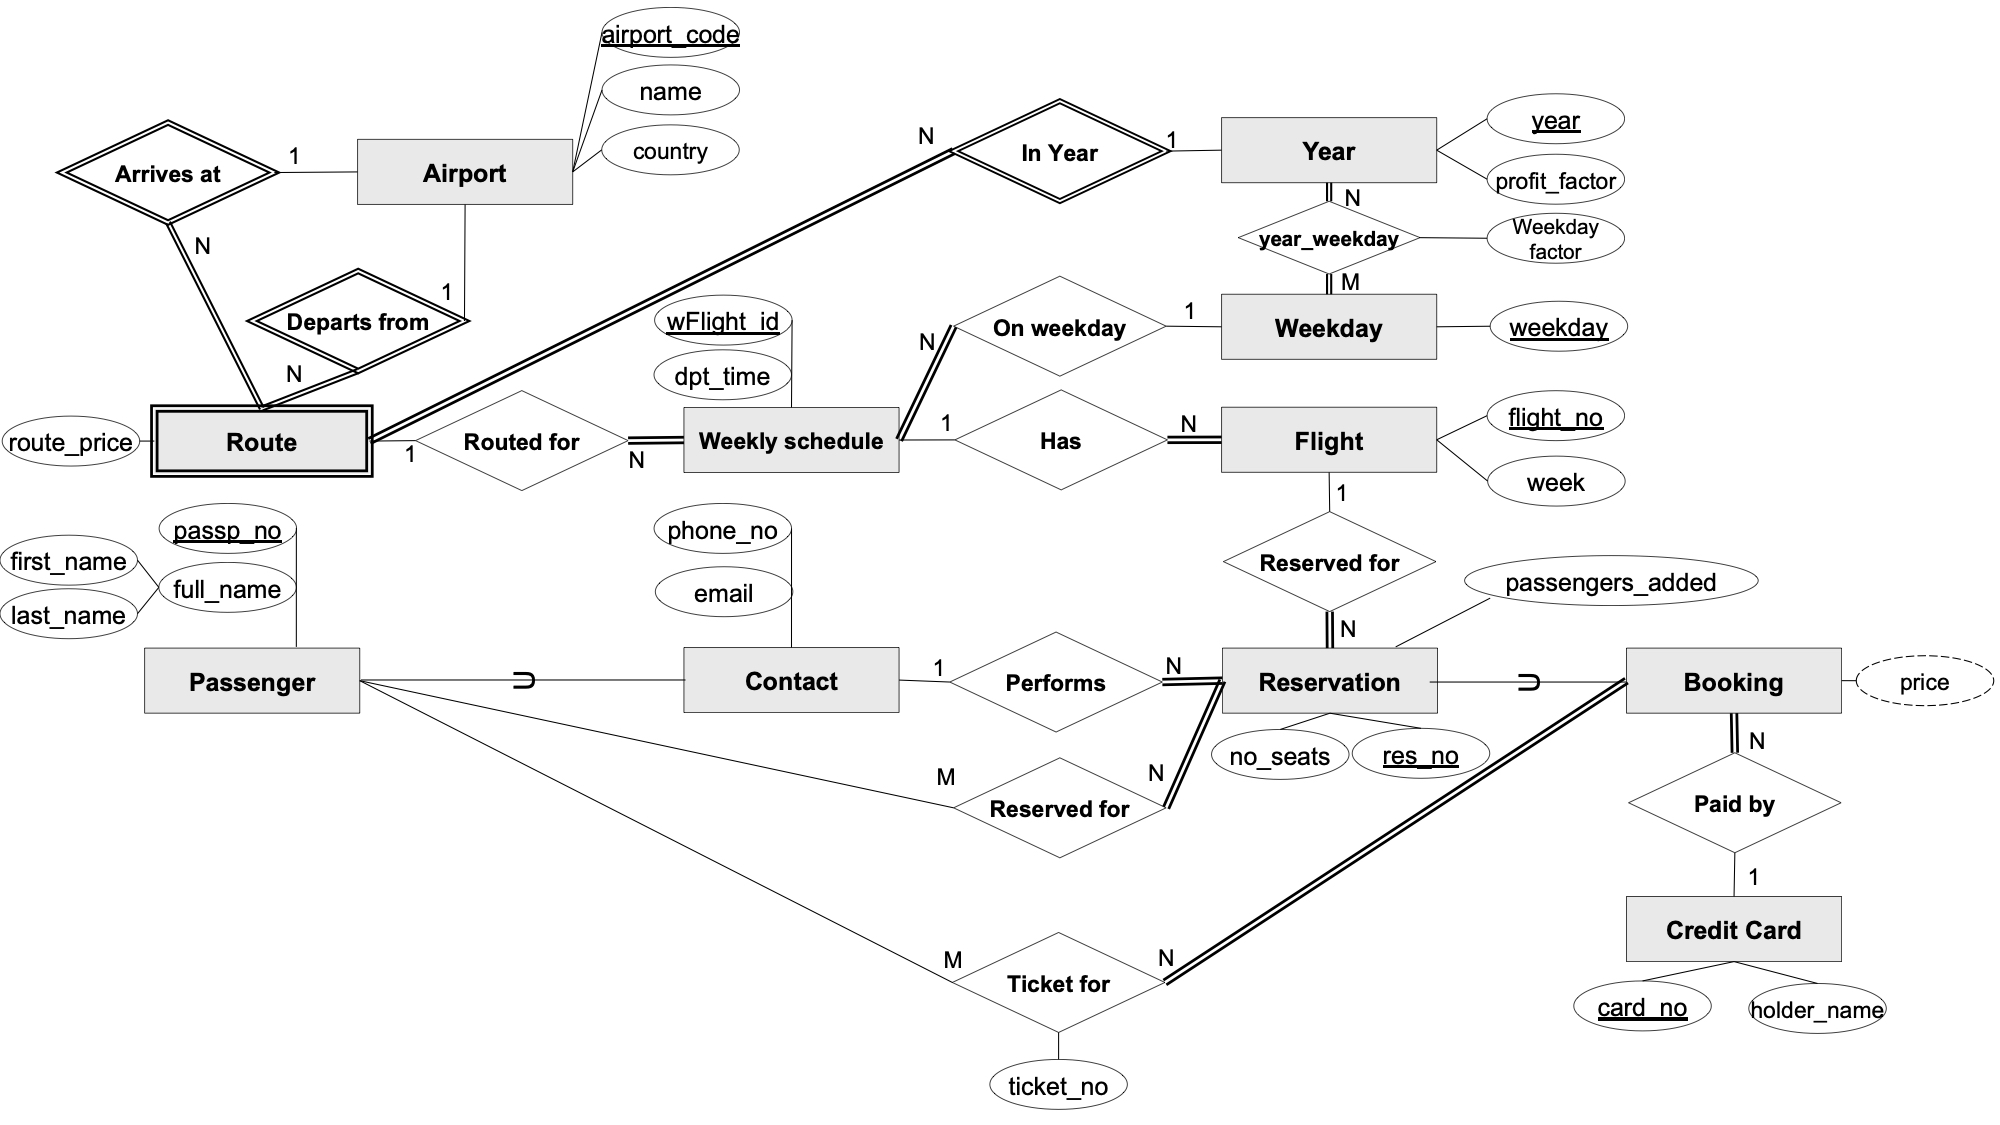 airport_code
name
country
Arrives at
1
Airport
N
In Year
1
Year
year
profit_factor
N
year_weekday
Weekday
factor
M
N
Departs from
1
N
wFlight_id
dpt_time
N
On weekday
1
Weekday
weekday
route_price
Route
1
Routed for
N
Weekly schedule
1
Has
N
Flight
flight_no
week
1
Reserved for
N
passengers_added
passp_no
first_name
full_name
last_name
phone_no
email
Passenger
⊃
Contact
1
Performs
N
Reservation
⊃
Booking
price
no_seats
res_no
M
Reserved for
N
N
Paid by
1
Credit Card
card_no
holder_name
M
Ticket for
N
ticket_no